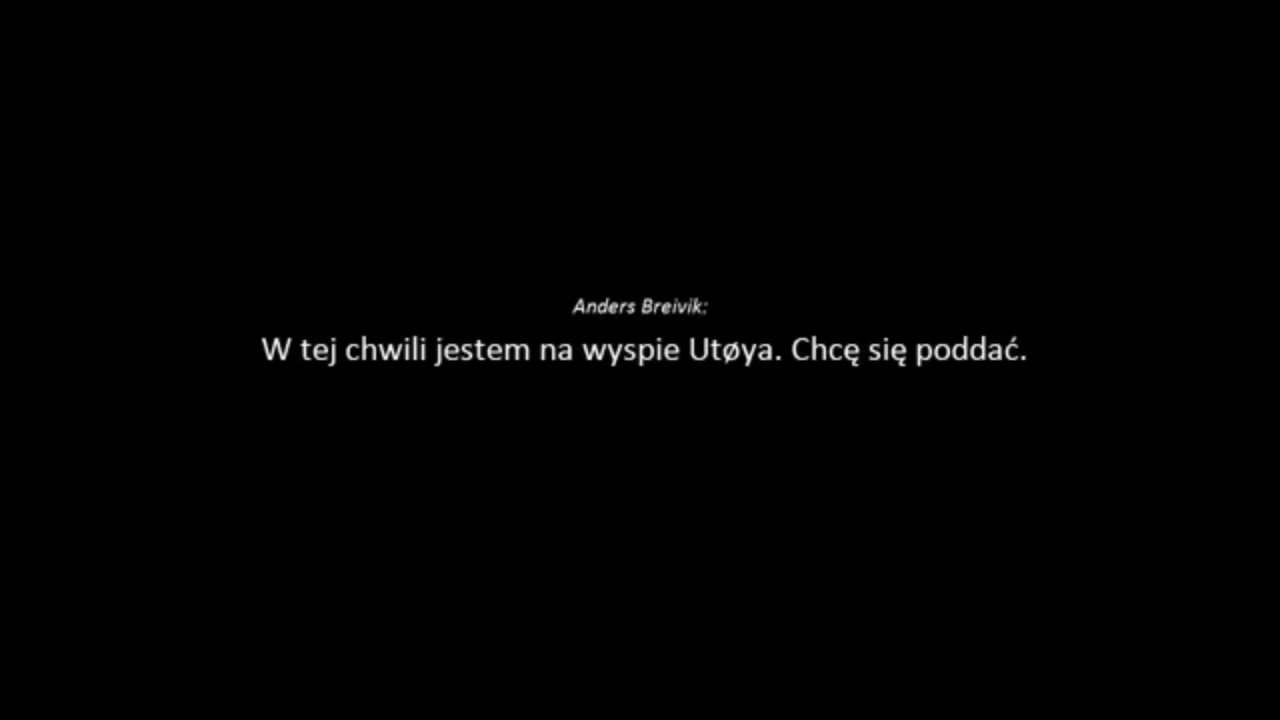 Anders Breivik:
W tej chwili jestem na wyspie Utøya. Chcę się poddać.